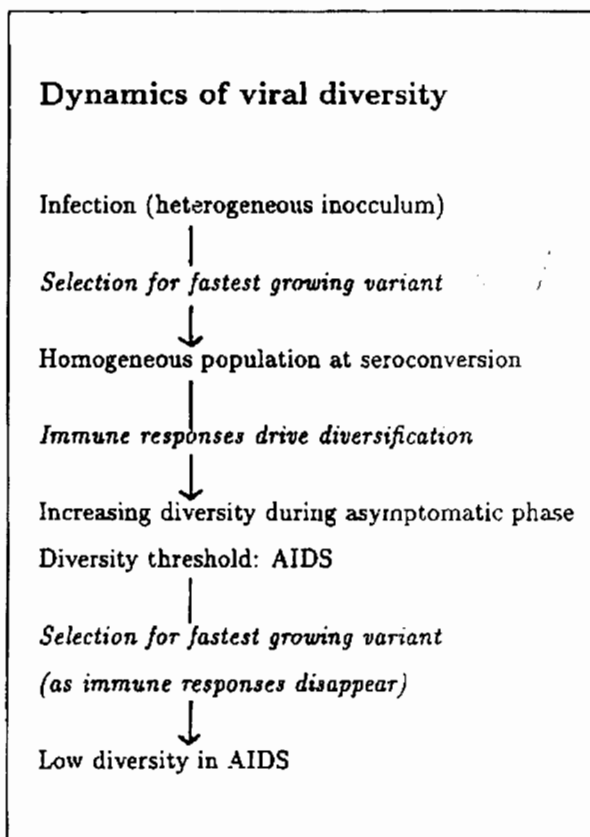 Dynamics of viral diversity
Infection (heterogeneous inocculum)
Selection for fastest growing variant
Homogeneous population at seroconversion
Immune responses drive diversification
Increasing diversity during asymptomatic phase
Diversity threshold: AIDS
Selection for fastest growing variant
(as immune responses disappear)
Low diversity in AIDS